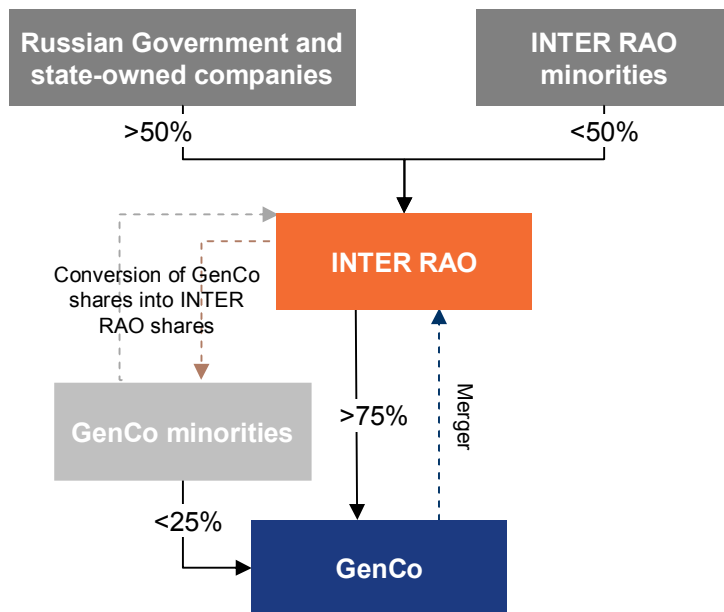 Russian Government and
state-owned companies
INTER RAO
minorities
>50%
<50%
INTER RAO
Conversion of GenCo
shares into INTER
RAO shares
>75%
Merger
GenCo minorities
<25%
GenCo